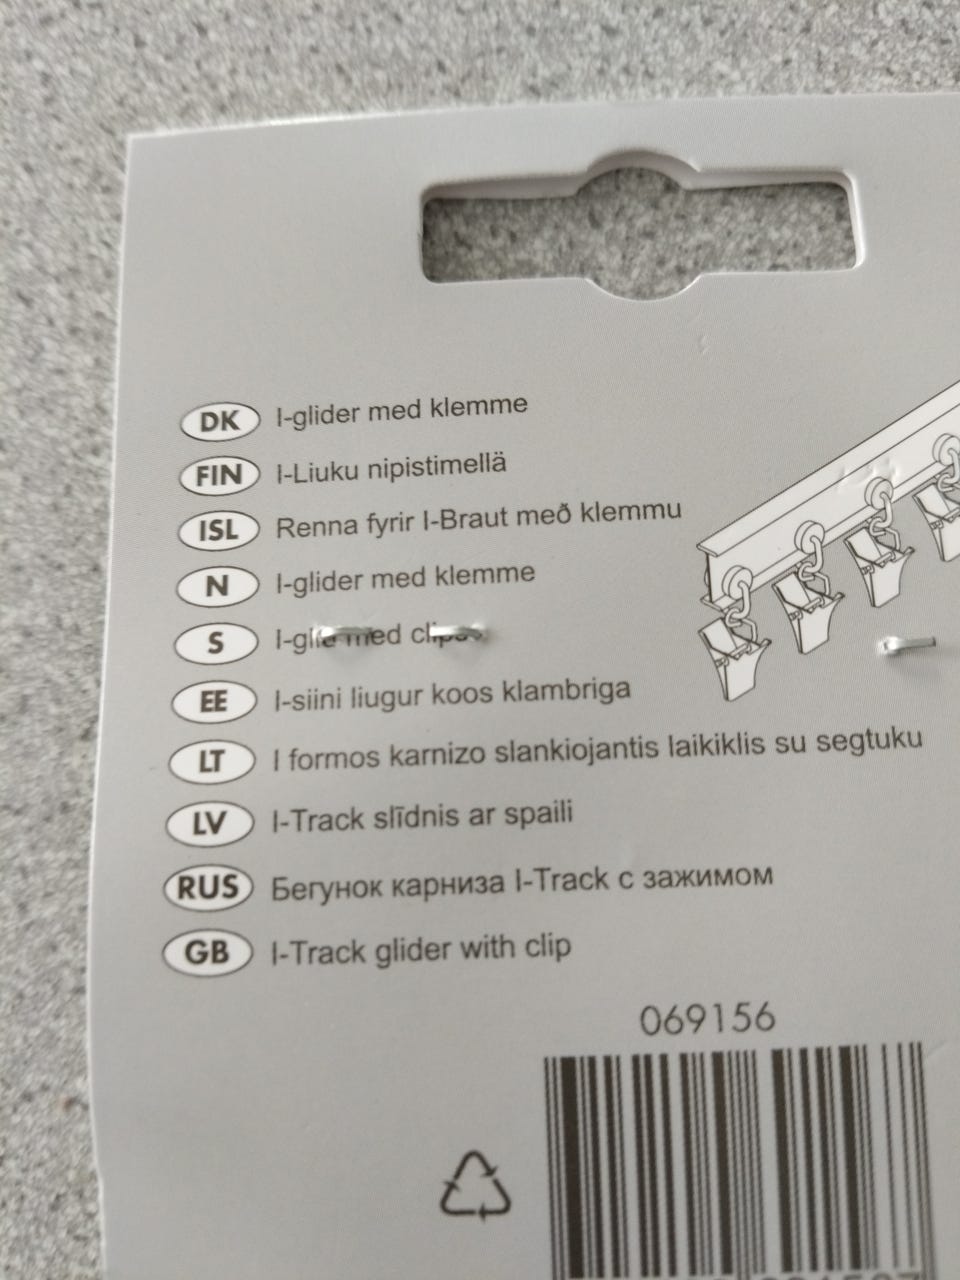 DK I-glider med klemme
FIN I-Liuku nipistimellä
ISL Renna fyrir I-Braut með klemmu
N I-glider med klemme
S I-glid med clips
EE I-siini liugur koos klambriga
LT I formos karnizo slankiojantis laikiklis su segtuku
LV I-Track slīdnis ar spaili
RUS Бегунок карниза I-Track с зажимом
GB I-Track glider with clip
069156